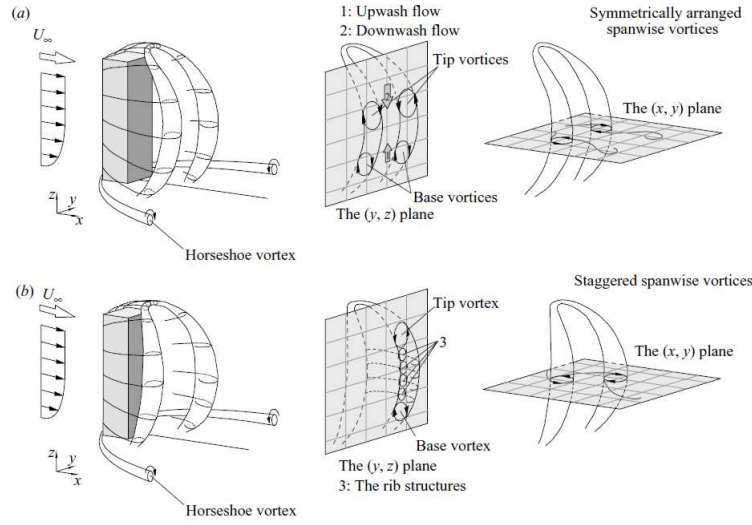 (a)
U∞
z
y
x
Horseshoe vortex
1: Upwash flow
2: Downwash flow
Tip vortices
2
1
Base vortices
The (y, z) plane
Symmetrically arranged
spanwise vortices
The (x, y) plane
(b)
U∞
z
y
x
Horseshoe vortex
Tip vortex
3
Base vortex
The (y, z) plane
3: The rib structures
Staggered spanwise vortices
The (x, y) plane